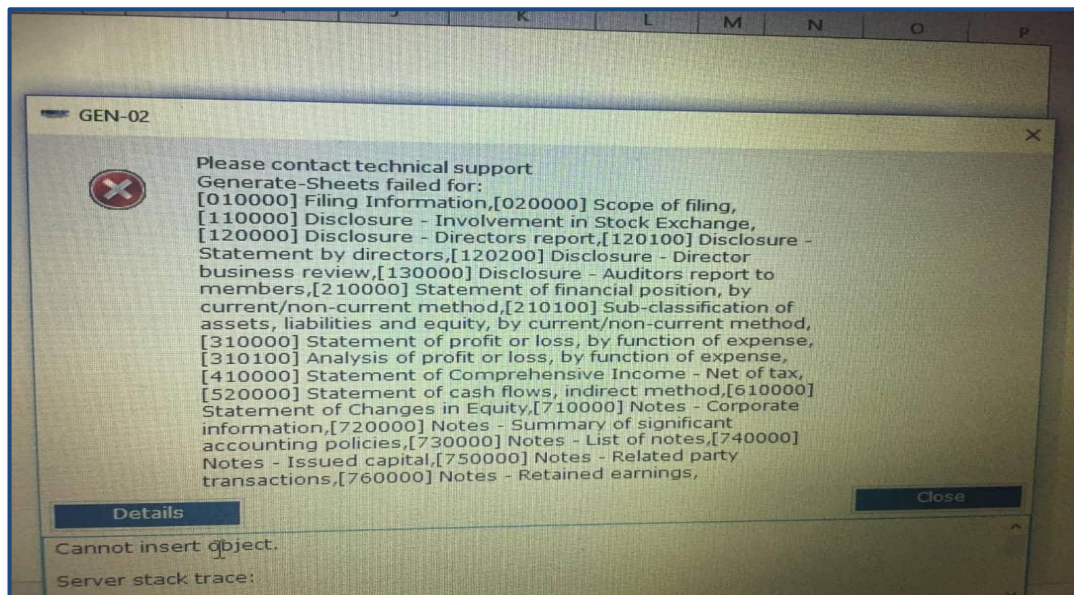 K L M N O P
GEN-02
Please contact technical support
Generate-Sheets failed for:
[010000] Filing Information,[020000] Scope of filing,
[110000] Disclosure - Involvement in Stock Exchange,
[120000] Disclosure - Directors report,[120100] Disclosure -
Statement by directors,[120200] Disclosure - Director
business review,[130000] Disclosure - Auditors report to
members,[210000] Statement of financial position, by
current/non-current method,[210100] Sub-classification of
assets, liabilities and equity, by current/non-current method,
[310000] Statement of profit or loss, by function of expense,
[310100] Analysis of profit or loss, by function of expense,
[410000] Statement of Comprehensive Income - Net of tax,
[520000] Statement of cash flows, indirect method,[610000]
Statement of Changes in Equity,[710000] Notes - Corporate
information,[720000] Notes - Summary of significant
accounting policies,[730000] Notes - List of notes,[740000]
Notes - Issued capital,[750000] Notes - Related party
transactions,[760000] Notes - Retained earnings,
Close
Details
Cannot insert object.
Server stack trace: